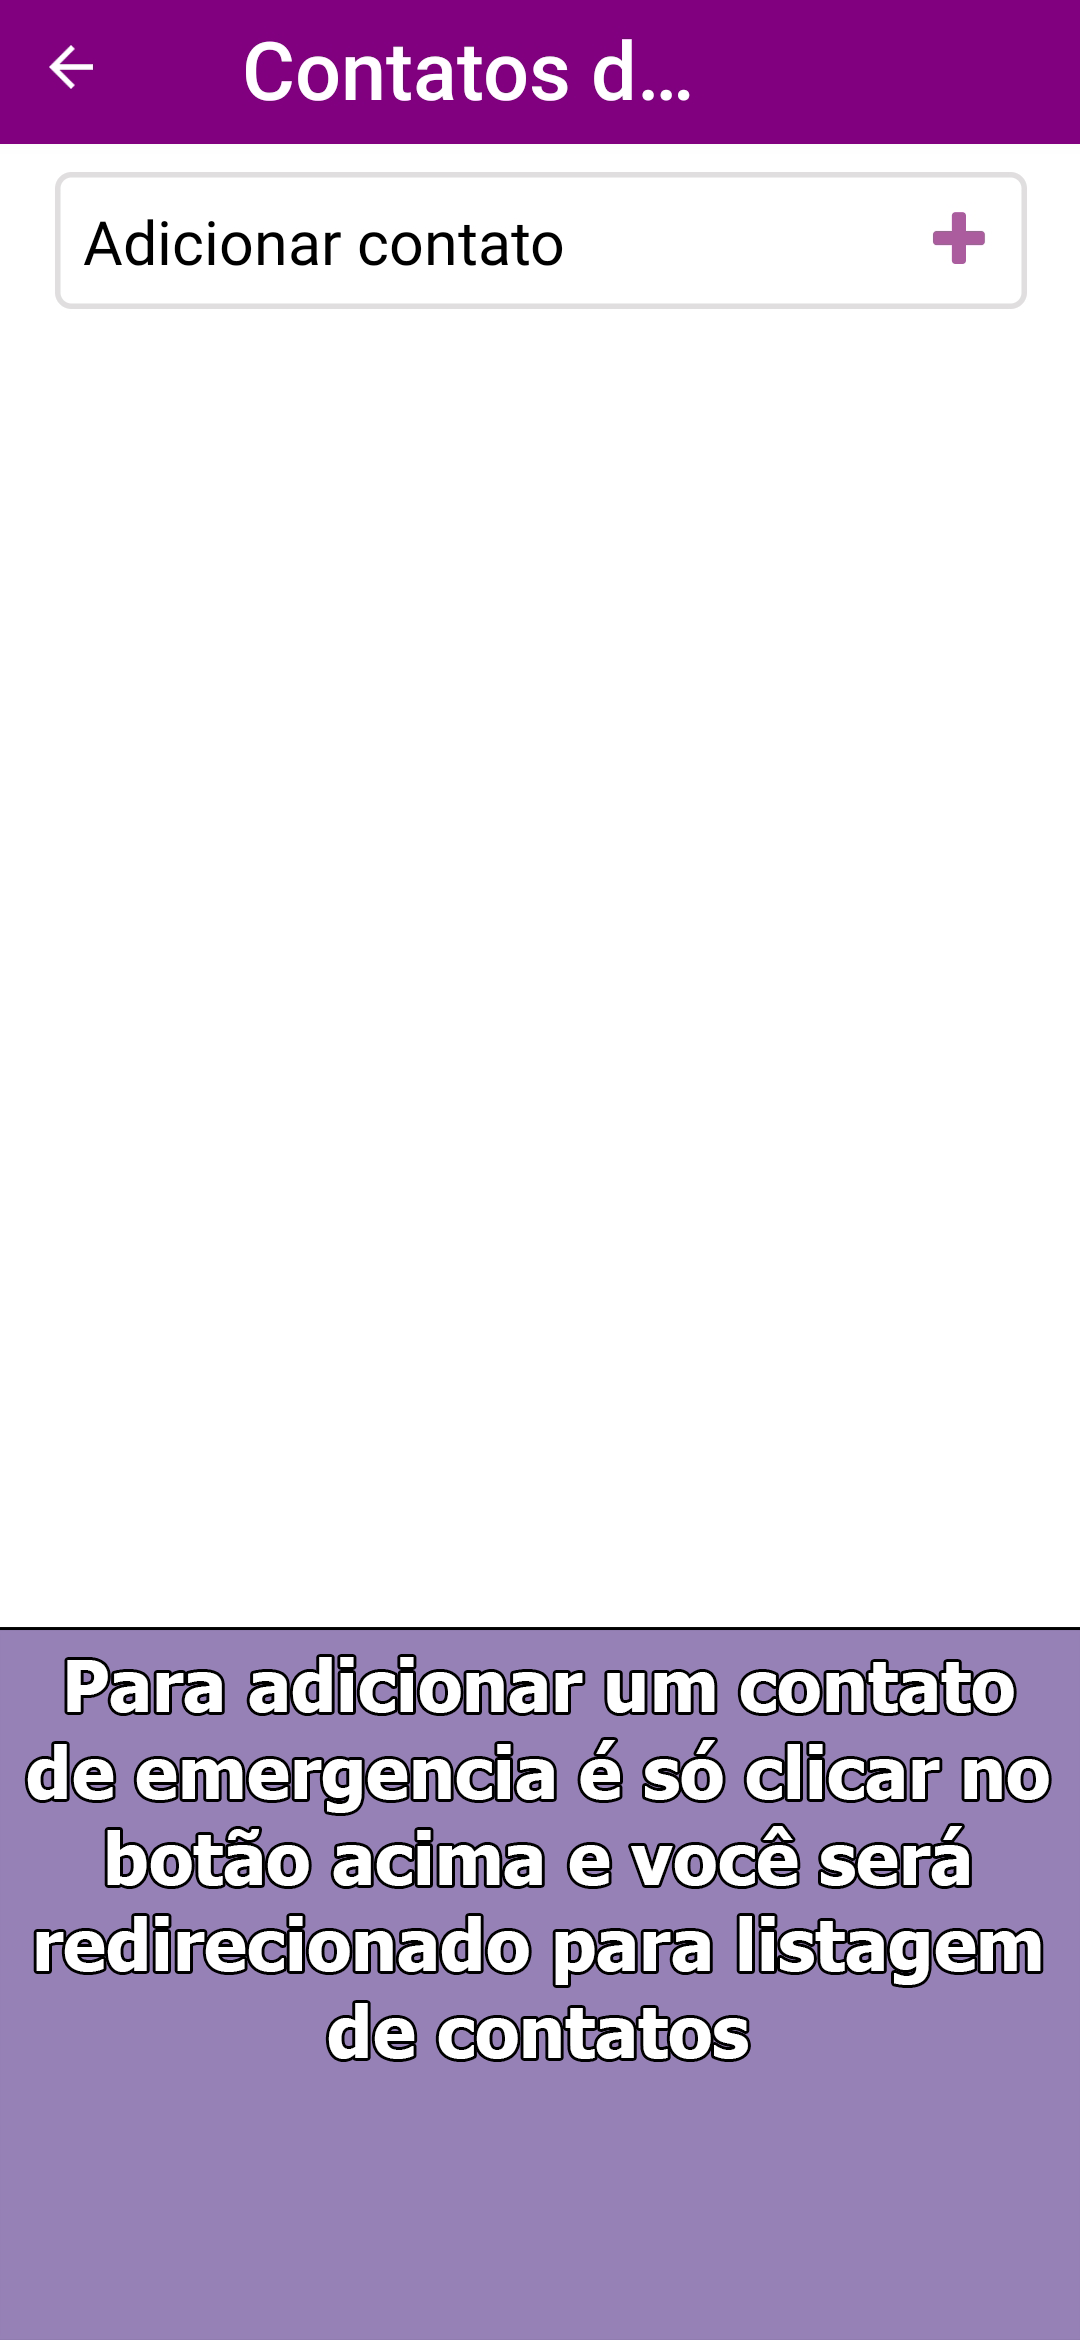 Contatos d...
Adicionar contato
Para adicionar um contato
de emergencia é só clicar no
botão acima e você será
redirecionado para listagem
de contatos